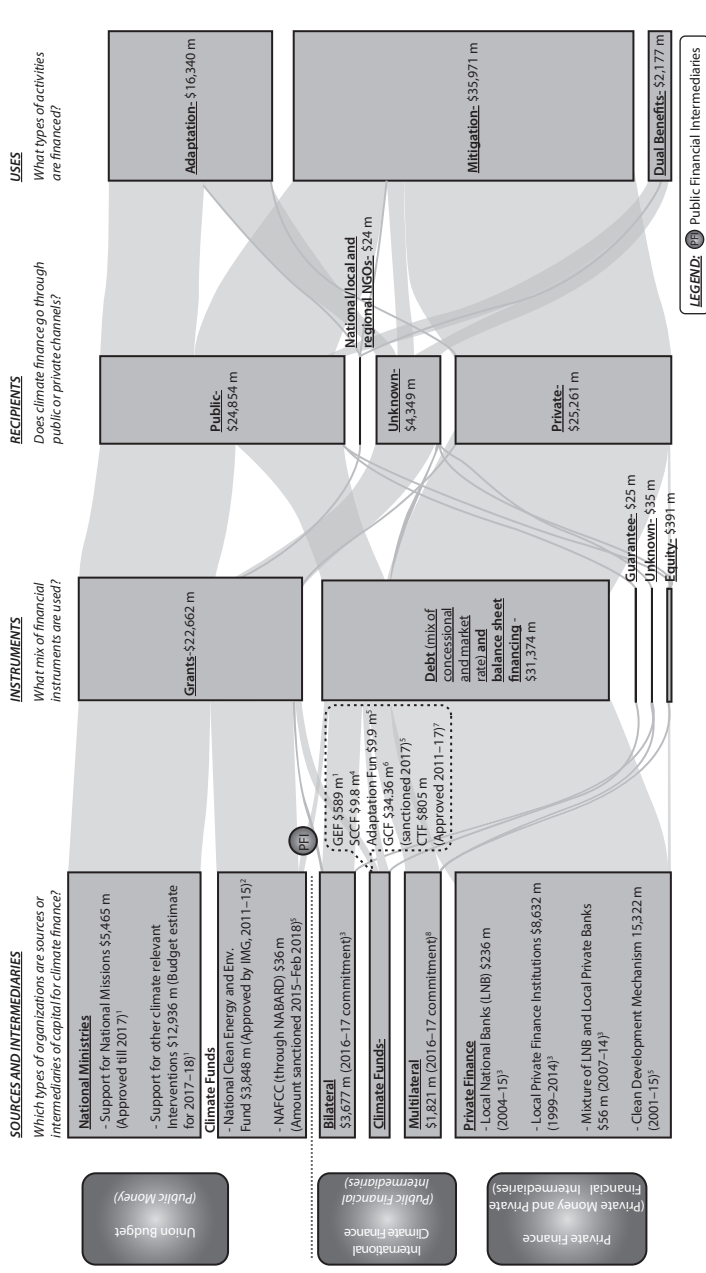 SOURCES AND INTERMEDIARIES
Which types of organizations are sources or
intermediaries of capital for climate finance?
Union Budget
(Public Money)
National Ministries
- Support for National Missions $5,465 m
(Approved till 2017)¹
- Support for other climate relevant
Interventions $12,936 m (Budget estimate
for 2017–18)¹
Climate Funds
- National Clean Energy and Env.
Fund $3,848 m (Approved by IMG, 2011–15)²
- NAFCC (through NABARD) $36 m
(Amount sanctioned 2015–Feb 2018)⁵
International
Climate Finance
(Public Financial
Intermediaries)
Bilateral
$3,677 m (2016–17 commitment)³
Climate Funds-
Multilateral
$1,821 m (2016–17 commitment)⁸
PFI
GEF $589 m¹
SCCF $9.8 m⁴
Adaptation Fun $9.9 m⁵
GCF $34.36 m⁶
(sanctioned 2017)⁵
CTF $805 m
(Approved 2011–17)⁷
Private Finance
(Private Money and Private
Financial Intermediaries)
Private Finance
- Local National Banks (LNB) $236 m
(2004–15)³
- Local Private Finance Institutions $8,632 m
(1999–2014)³
- Mixture of LNB and Local Private Banks
$56 m (2007–14)³
- Clean Development Mechanism 15,322 m
(2001–15)⁵
INSTRUMENTS
What mix of financial
instruments are used?
Grants-$22,662 m
Debt (mix of
concessional
and market
rate) and
balance sheet
financing -
$31,374 m
Guarantee- $25 m
Unknown- $35 m
Equity- $391 m
RECIPIENTS
Does climate finance go through
public or private channels?
Public-
$24,854 m
National/local and
regional NGOs- $24 m
Unknown-
$4,349 m
Private-
$25,261 m
USES
What types of activities
are financed?
Adaptation- $16,340 m
Mitigation- $35,971 m
Dual Benefits- $2,177 m
LEGEND: PFI Public Financial Intermediaries